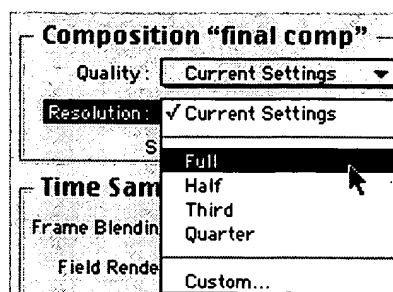 Composition “final comp”
Quality: Current Settings
Resolution: ✓ Current Settings
S
Full
Half
Time Sam
Third
Frame Blendin
Quarter
Field Rende
Custom...